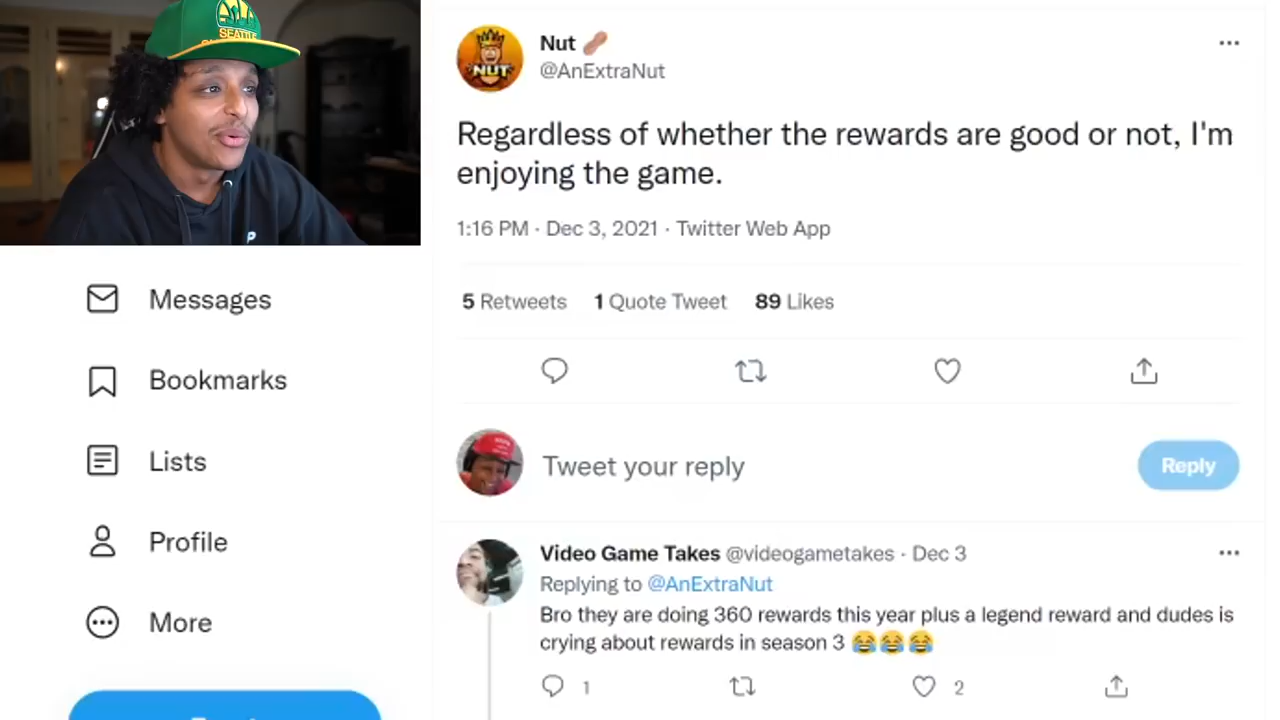 SEATTLE
Nut
@AnExtraNut
NUT
Regardless of whether the rewards are good or not, I'm
enjoying the game.
1:16 PM · Dec 3, 2021 · Twitter Web App
5 Retweets 1 Quote Tweet 89 Likes
Messages
Bookmarks
Lists
Profile
More
Tweet your reply
Reply
Video Game Takes @videogametakes · Dec 3
Replying to @AnExtraNut
Bro they are doing 360 rewards this year plus a legend reward and dudes is
crying about rewards in season 3 😂😂😂
1 2